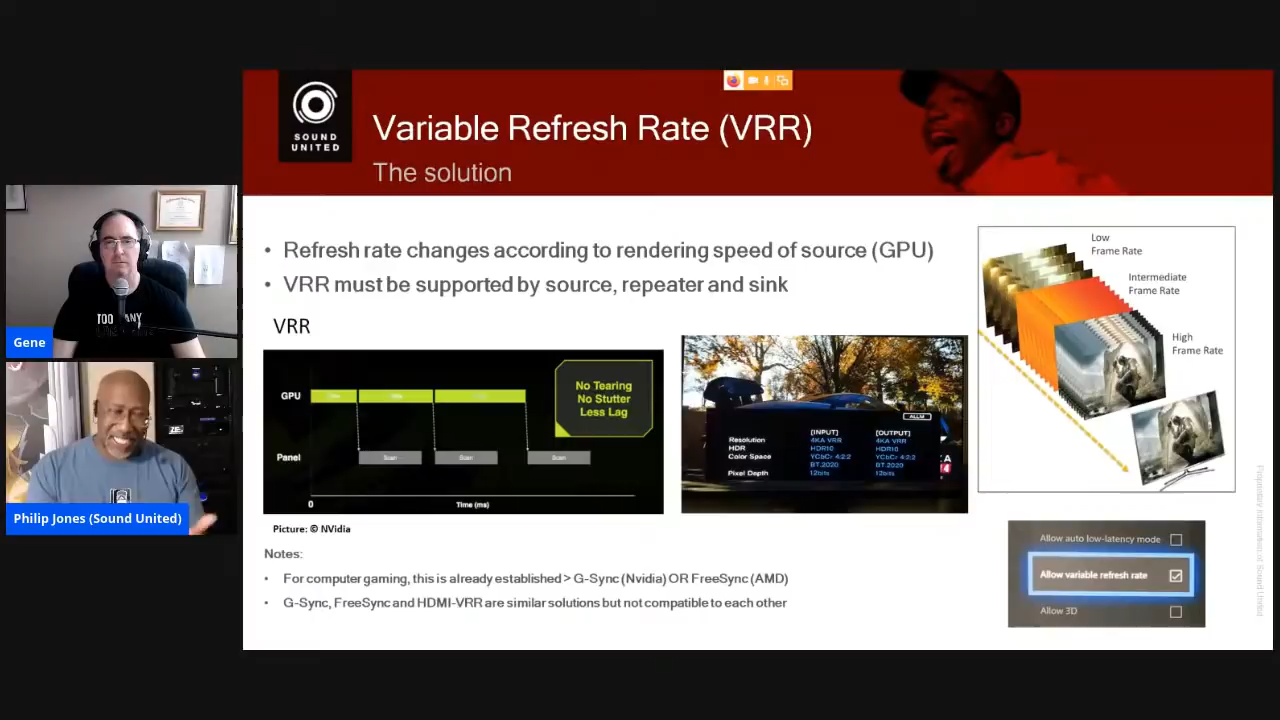 SOUND
UNITED
Variable Refresh Rate (VRR)
The solution
Gene
Philip Jones (Sound United)
• Refresh rate changes according to rendering speed of source (GPU)
• VRR must be supported by source, repeater and sink
VRR
GPU
Panel
Scan
Scan
Scan
0
Time (ms)
No Tearing
No Stutter
Less Lag
Picture: © NVidia
ALLM
[INPUT] [OUTPUT]
Resolution 4KA VRR 4KA VRR
HDR HDR10 HDR10
Color Space YCbCr 4:2:2 YCbCr 4:2:2
BT.2020 BT.2020
Pixel Depth 12bits 12bits
Low
Frame Rate
Intermediate
Frame Rate
High
Frame Rate
Allow auto low-latency mode
Allow variable refresh rate
Allow 3D
Notes:
• For computer gaming, this is already established > G-Sync (Nvidia) OR FreeSync (AMD)
• G-Sync, FreeSync and HDMI-VRR are similar solutions but not compatible to each other